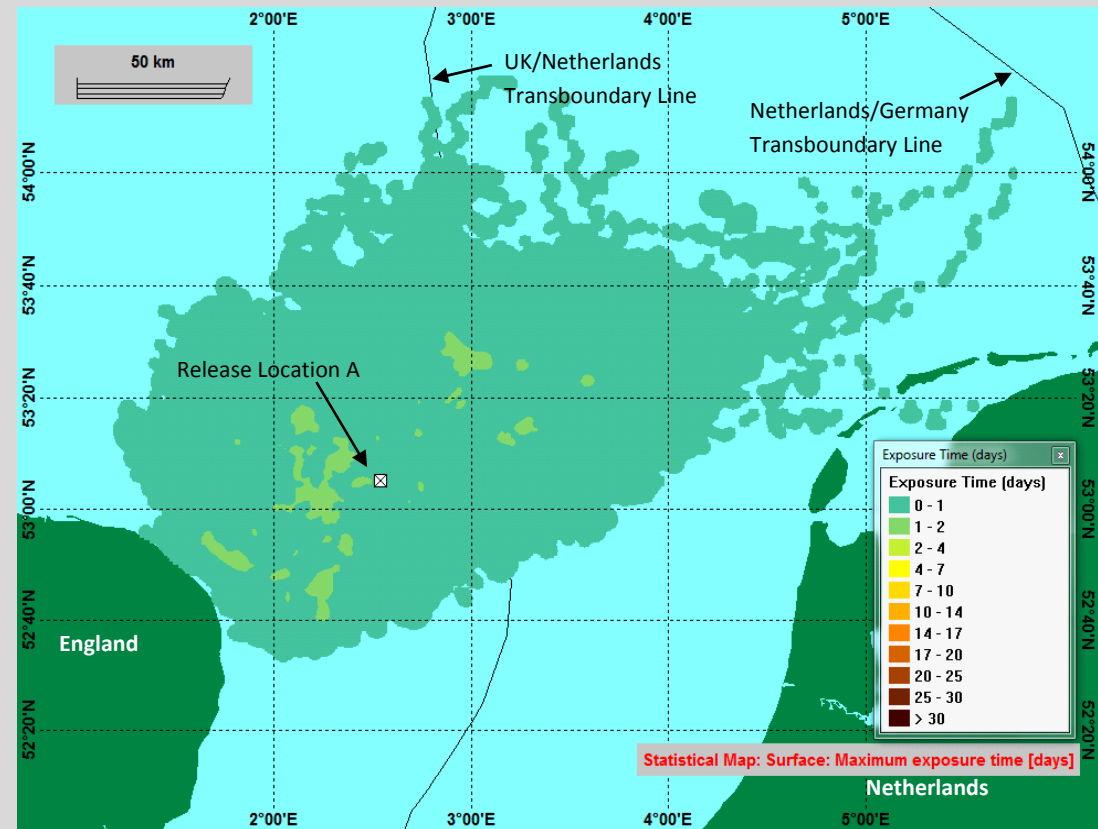 2°00'E 3°00'E 4°00'E 5°00'E
50 km
UK/Netherlands
Transboundary Line
Netherlands/Germany
Transboundary Line
54°00'N
54°00'N
53°40'N
53°40'N
Release Location A
53°20'N
53°20'N
53°00'N
53°00'N
Exposure Time (days)
x
Exposure Time (days)
0 - 1
1 - 2
2 - 4
4 - 7
7 - 10
10 - 14
14 - 17
17 - 20
20 - 25
25 - 30
> 30
England
52°40'N
52°40'N
52°20'N
52°20'N
Statistical Map: Surface: Maximum exposure time [days]
Netherlands
2°00'E 3°00'E 4°00'E 5°00'E